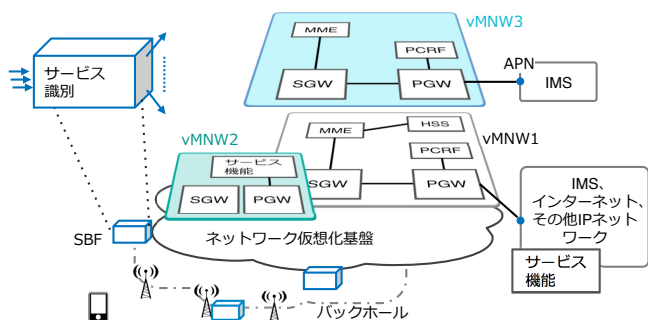 vMNW3
MME
PCRF
SGW
PGW
APN
IMS
サービス
識別
vMNW2
サービス
機能
SGW
PGW
MME
HSS
vMNW1
PCRF
SGW
PGW
IMS、
インターネット、
その他IPネット
ワーク
サービス
機能
SBF
ネットワーク仮想化基盤
バックホール